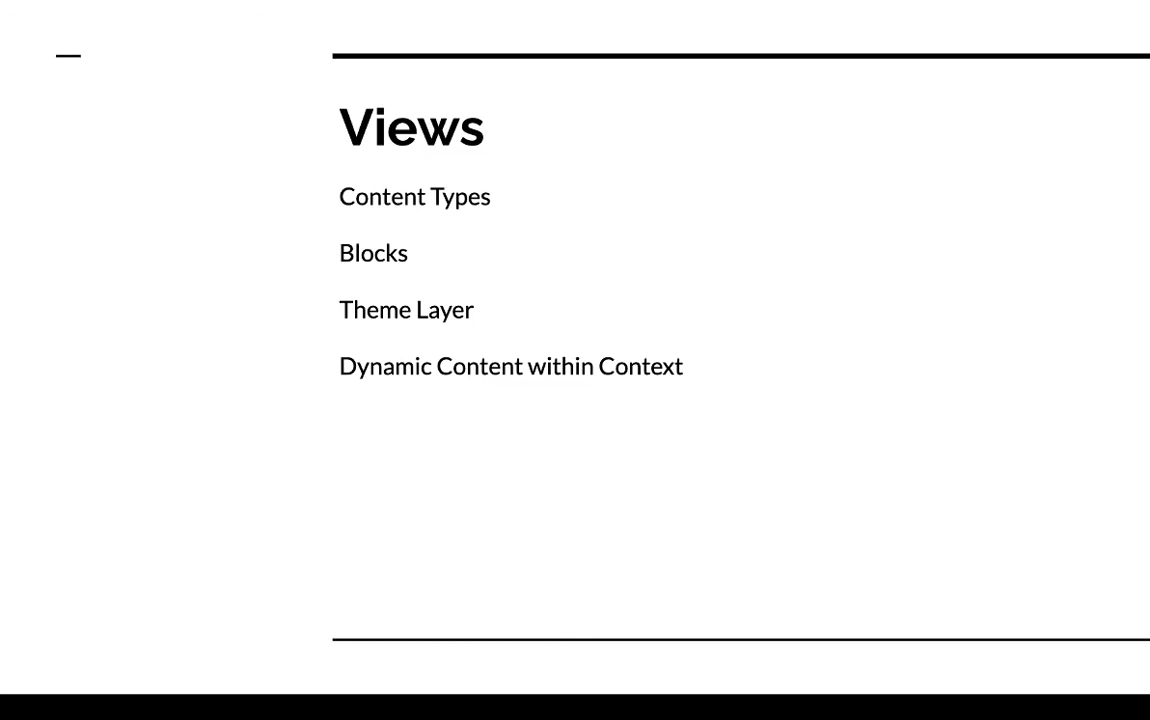 Views
Content Types
Blocks
Theme Layer
Dynamic Content within Context